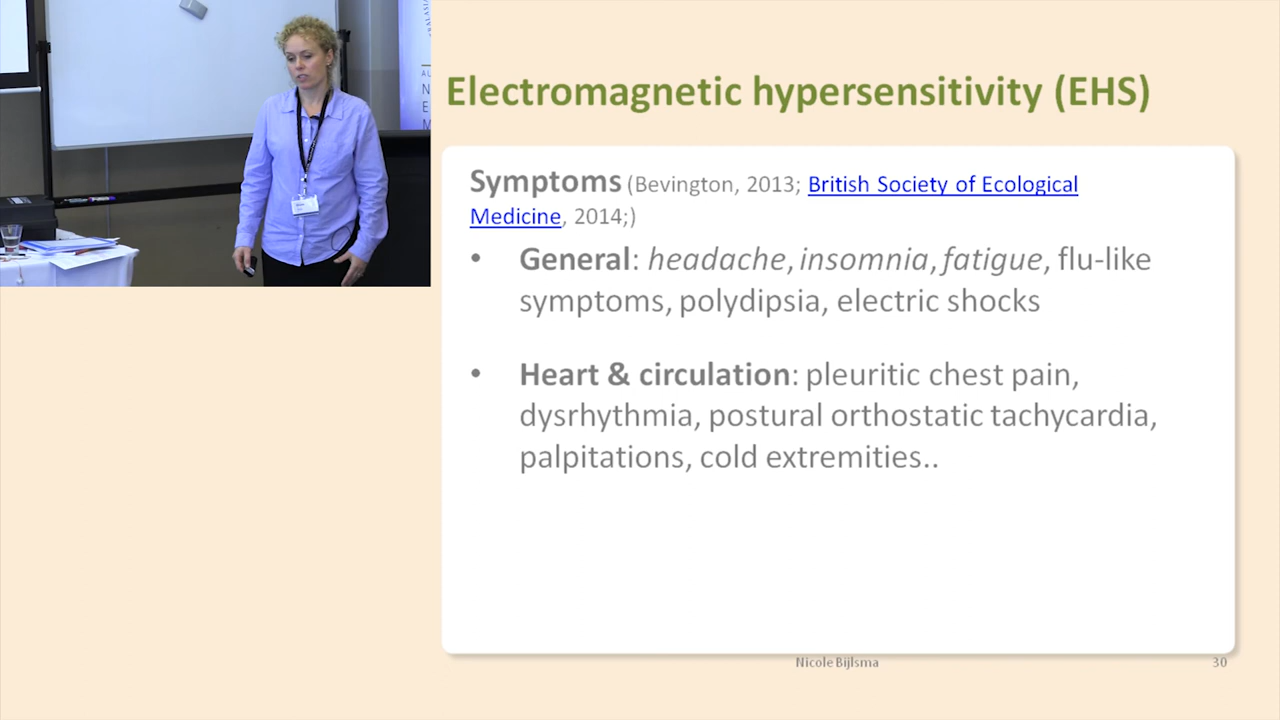 Electromagnetic hypersensitivity (EHS)
Symptoms (Bevington, 2013; British Society of Ecological
Medicine, 2014;)
• General: headache, insomnia, fatigue, flu-like
symptoms, polydipsia, electric shocks
• Heart & circulation: pleuritic chest pain,
dysrhythmia, postural orthostatic tachycardia,
palpitations, cold extremities..
Nicole Bijlsma
30